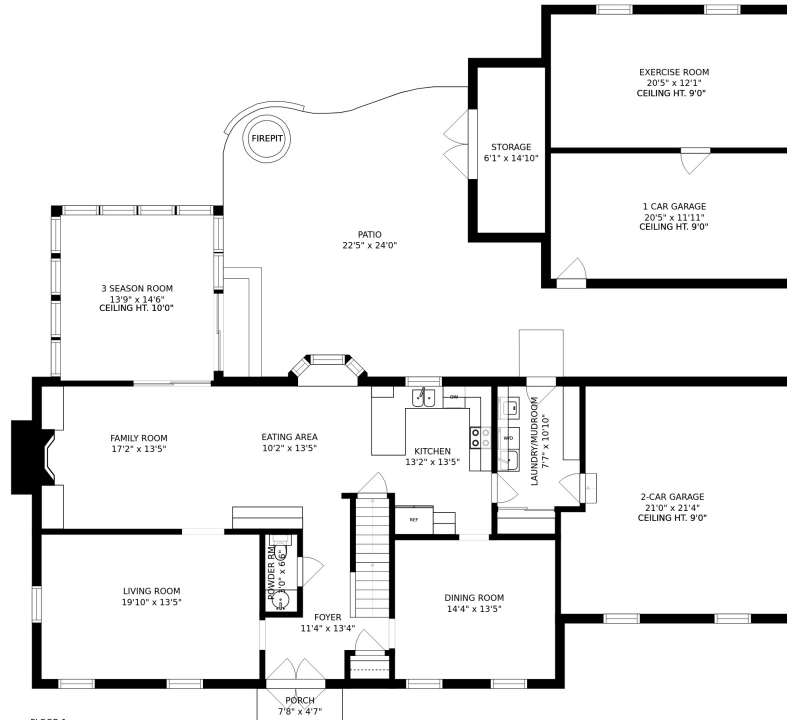 EXERCISE ROOM
20'5" x 12'1"
CEILING HT. 9'0"
FIREPIT
STORAGE
6'1" x 14'10"
1 CAR GARAGE
20'5" x 11'11"
CEILING HT. 9'0"
PATIO
22'5" x 24'0"
3 SEASON ROOM
13'9" x 14'6"
CEILING HT. 10'0"
DW
FAMILY ROOM
17'2" x 13'5"
EATING AREA
10'2" x 13'5"
KITCHEN
13'2" x 13'5"
W/D
LAUNDRY/MUDROOM
7'7" x 10'10"
2-CAR GARAGE
21'0" x 21'4"
CEILING HT. 9'0"
REF
POWDER RM
LIVING ROOM
19'10" x 13'5"
FOYER
11'4" x 13'4"
DINING ROOM
14'4" x 13'5"
PORCH
7'8" x 4'7"